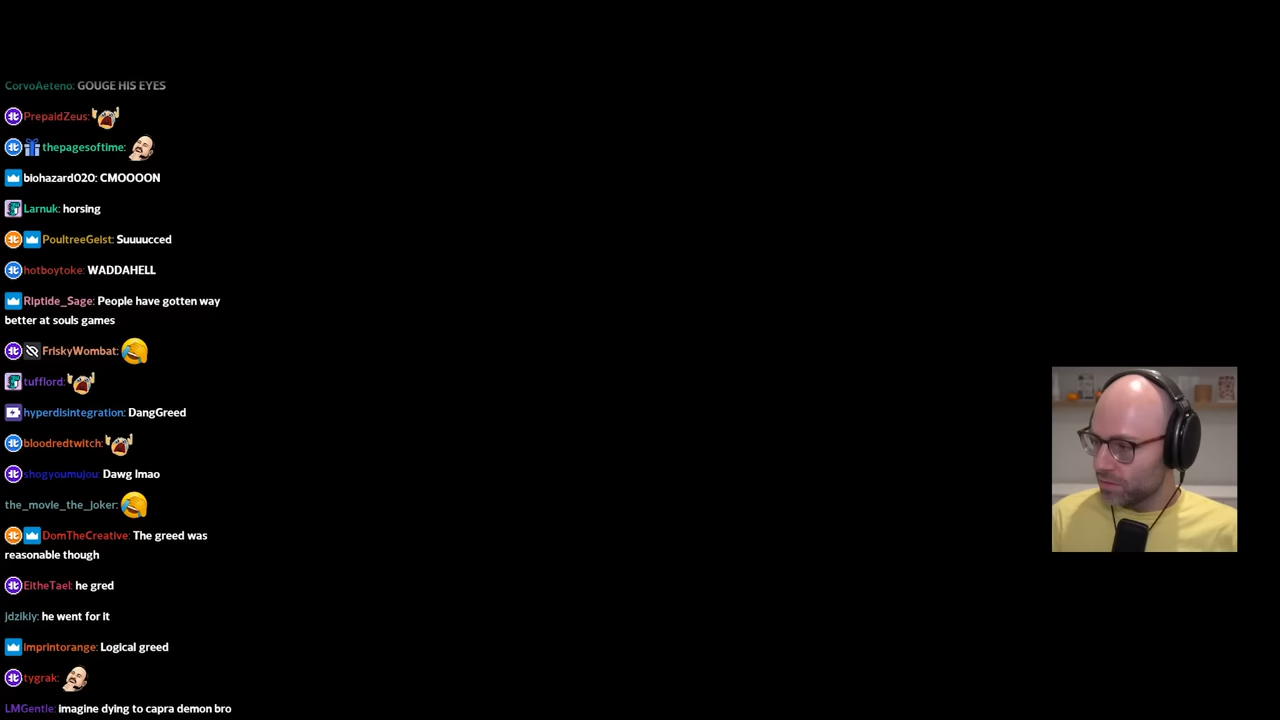 CorvoAeteno: GOUGE HIS EYES
PrepaidZeus:
thepagesoftime:
biohazard020: CMOOOON
Larnuk: horsing
PoultreeGeist: Suuuucced
hotboytoke: WADDAHELL
Riptide_Sage: People have gotten way
better at souls games
FriskyWombat:
tufflord:
hyperdisintegration: DangGreed
bloodredtwitch:
shogyoumujou: Dawg lmao
the_movie_the_joker:
DomTheCreative: The greed was
reasonable though
EitheTael: he gred
jdzikiy: he went for it
imprintorange: Logical greed
tygrak:
LMGentle: imagine dying to capra demon bro